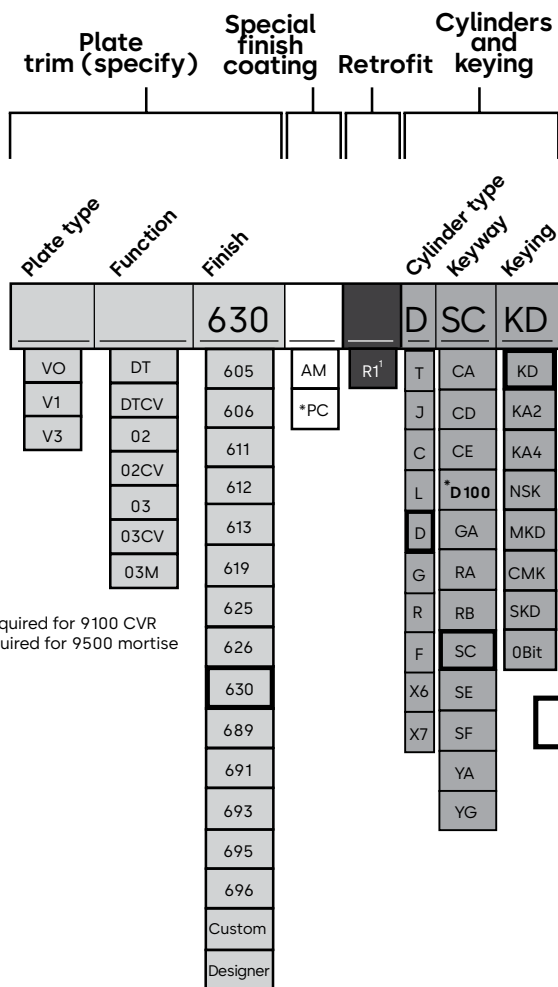 Plate
trim (specify)
Special
finish
coating
Retrofit
Cylinders
and
keying
Plate type
Function
Finish
Cylinder type
Keyway
Keying
630
D
SC
KD
VO
V1
V3
DT
DTCV
02
02CV
03
03CV
03M
605
606
611
612
613
619
625
626
630
689
691
693
695
696
Custom
Designer
AM
*PC
R1¹
T
J
C
L
D
G
R
F
X6
X7
CA
CD
CE
*D100
GA
RA
RB
SC
SE
SF
YA
YG
KD
KA2
KA4
NSK
MKD
CMK
SKD
0Bit
quired for 9100 CVR
uired for 9500 mortise